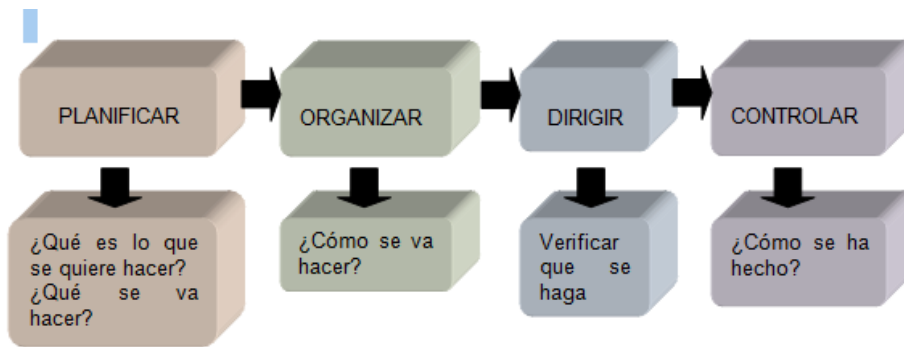 PLANIFICAR
ORGANIZAR
DIRIGIR
CONTROLAR
¿Qué es lo que
se quiere hacer?
¿Qué se va
hacer?
¿Cómo se va
hacer?
Verificar
que se
haga
¿Cómo se ha
hecho?